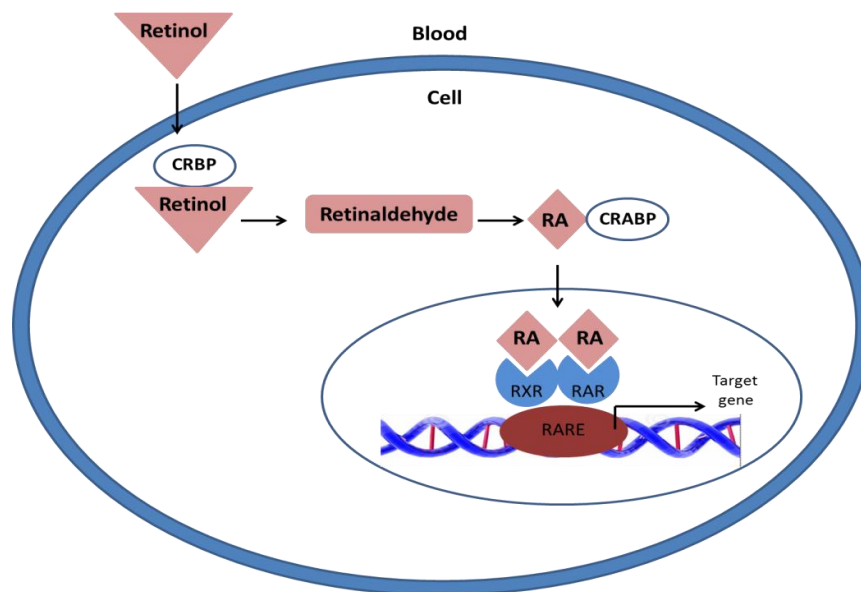 Retinol
Blood
Cell
CRBP
Retinol
Retinaldehyde
RA
CRABP
RA
RA
RXR
RAR
Target
gene
RARE